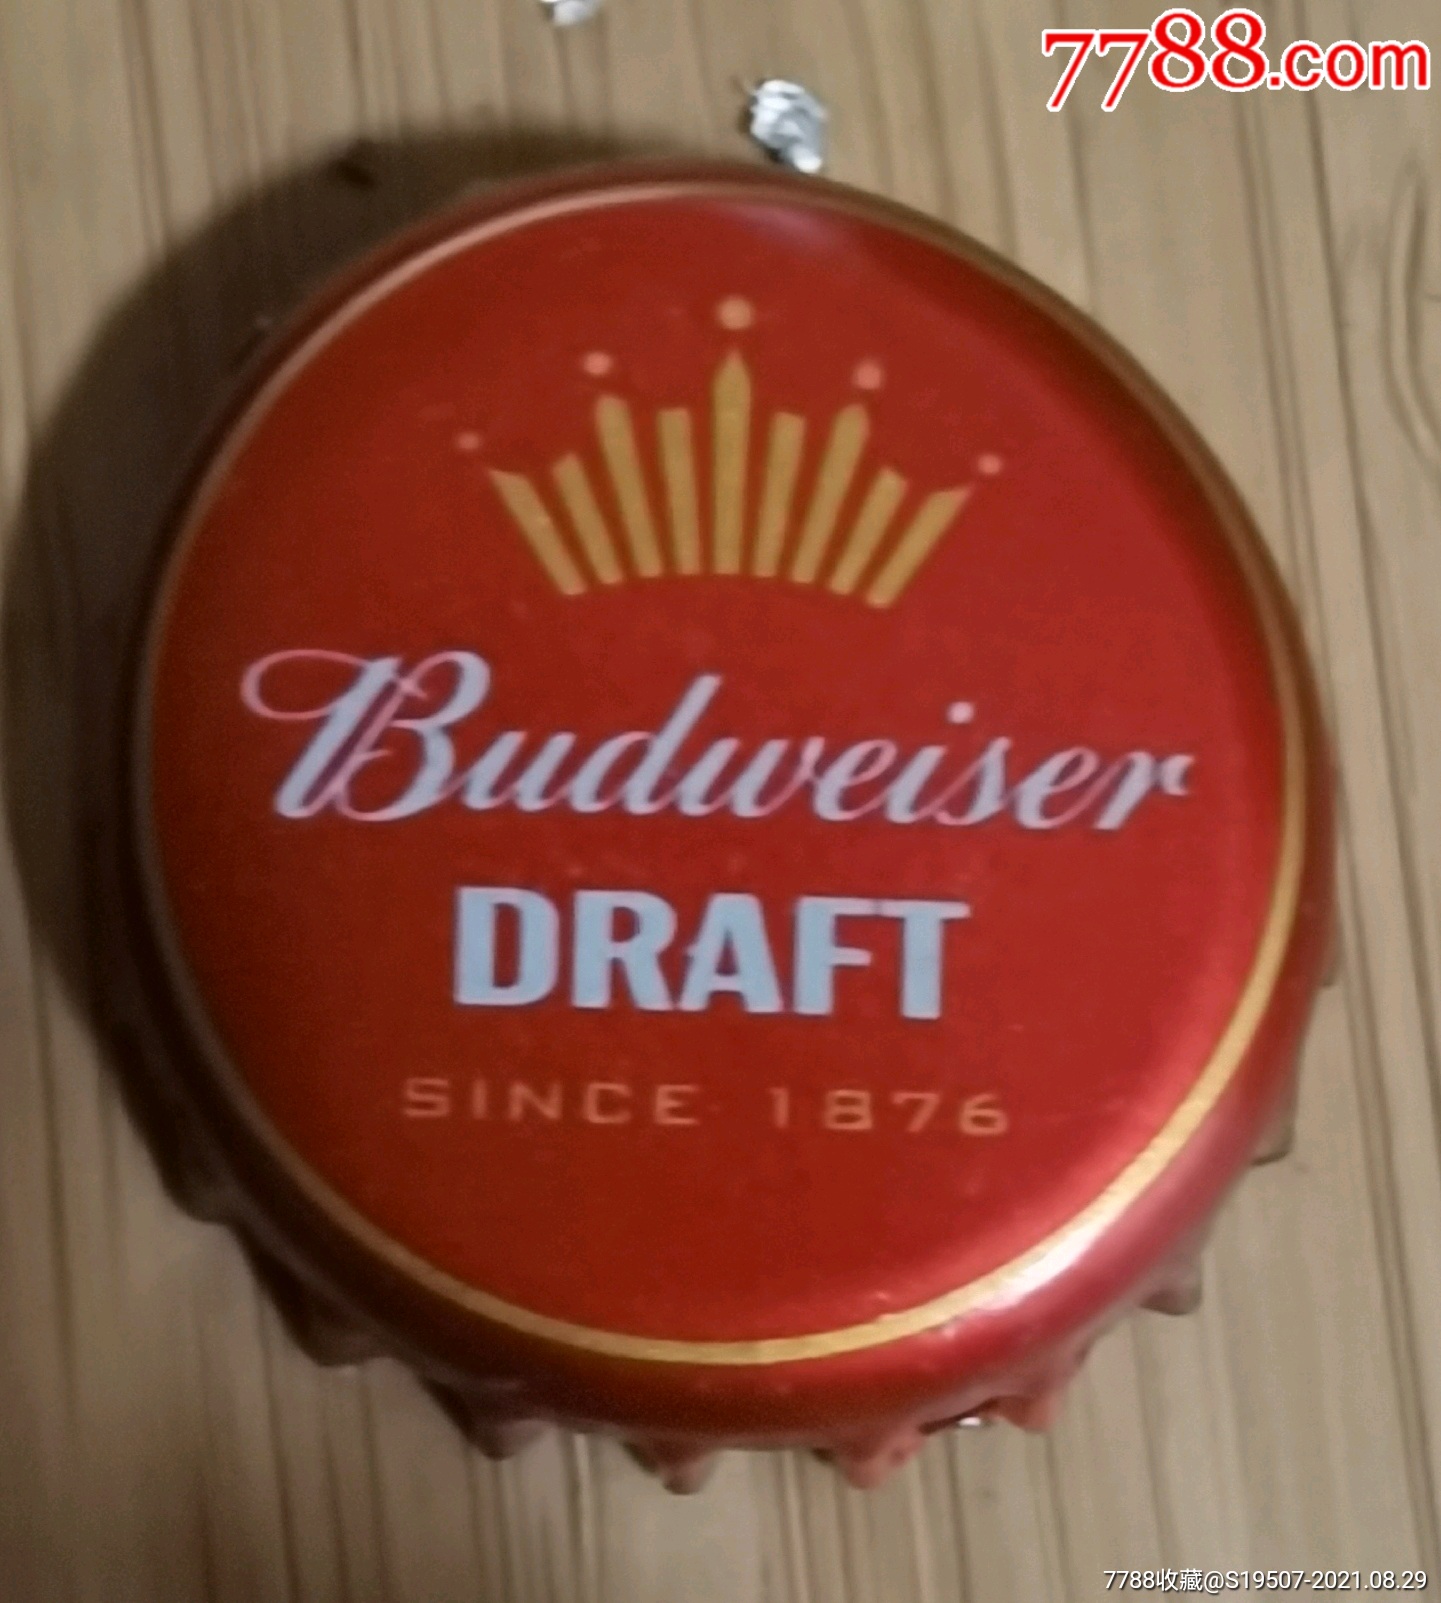 7788.com
Budweiser
DRAFT
SINCE 1876
7788收藏@S19507-2021.08.29